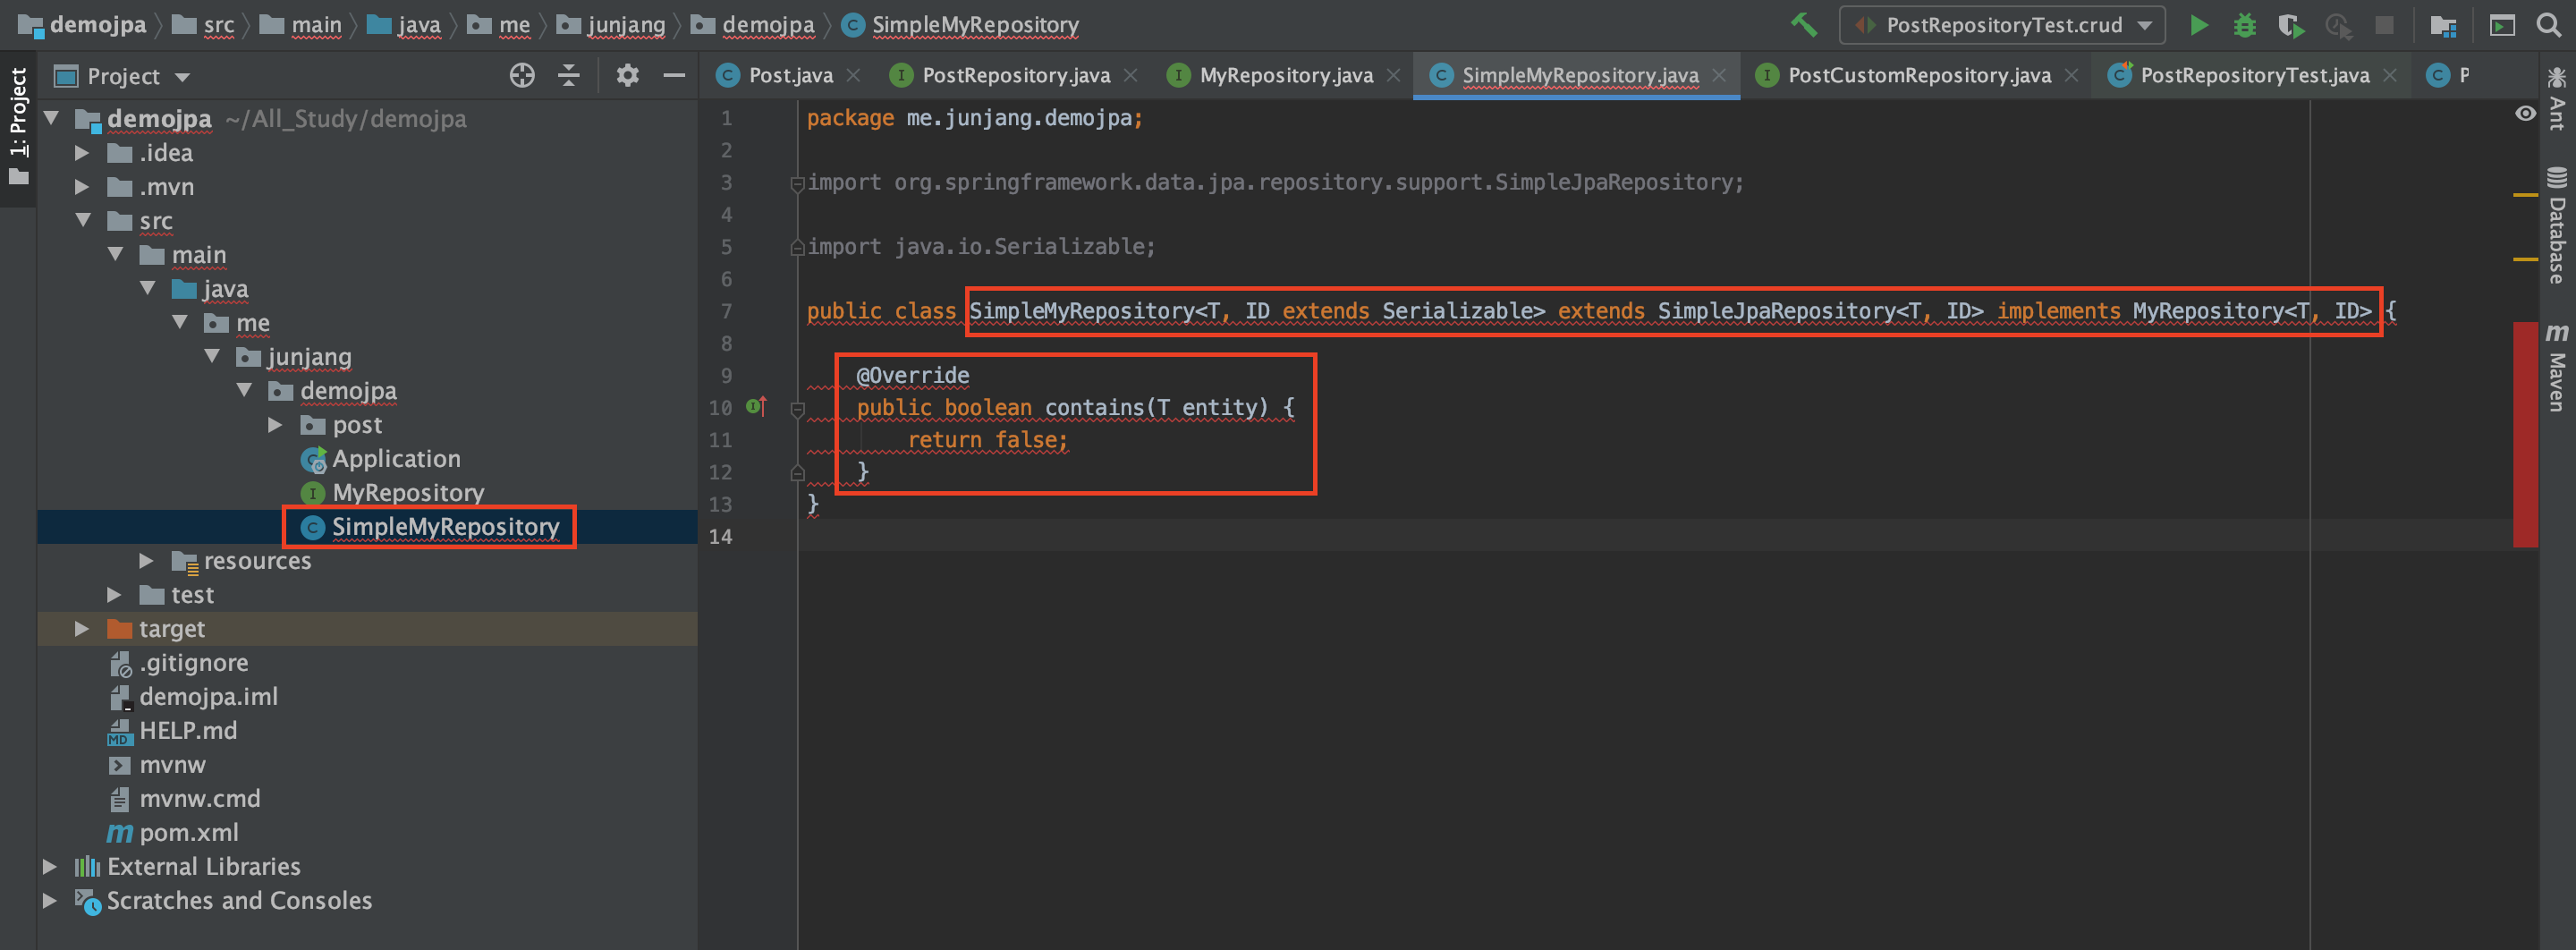 demojpa src main java me junjang demojpa SimpleMyRepository
PostRepositoryTest.crud
1: Project
Project
Post.java
PostRepository.java
MyRepository.java
SimpleMyRepository.java
PostCustomRepository.java
PostRepositoryTest.java
P
demojpa ~/All_Study/demojpa
.idea
.mvn
src
main
java
me
junjang
demojpa
post
Application
MyRepository
SimpleMyRepository
resources
test
target
.gitignore
demojpa.iml
HELP.md
mvnw
mvnw.cmd
pom.xml
External Libraries
Scratches and Consoles
1 package me.junjang.demojpa;
2
3 import org.springframework.data.jpa.repository.support.SimpleJpaRepository;
4
5 import java.io.Serializable;
6
7 public class SimpleMyRepository<T, ID extends Serializable> extends SimpleJpaRepository<T, ID> implements MyRepository<T, ID> {
8
9 @Override
10 public boolean contains(T entity) {
11 return false;
12 }
13 }
14
Ant
Database
Maven